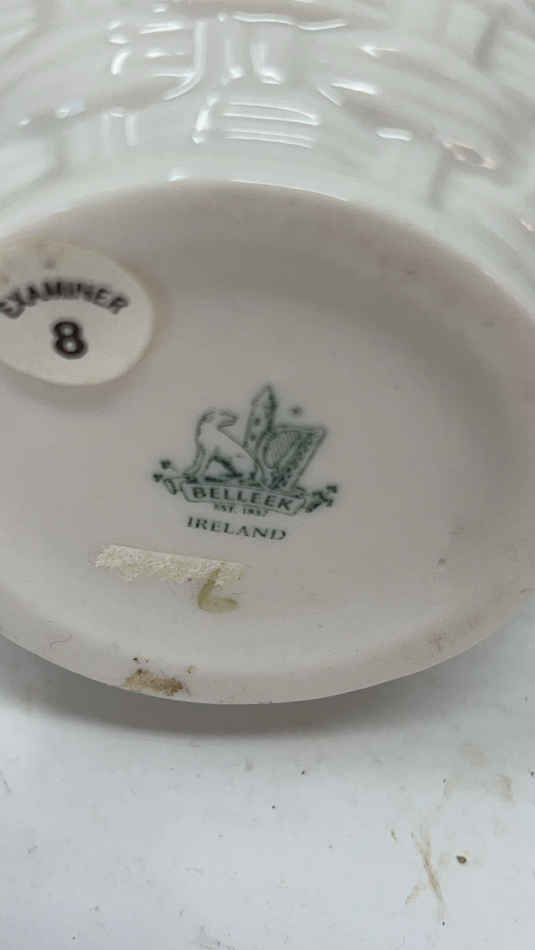 EXAMINER
8
BELLEEK
EST. 1857
IRELAND